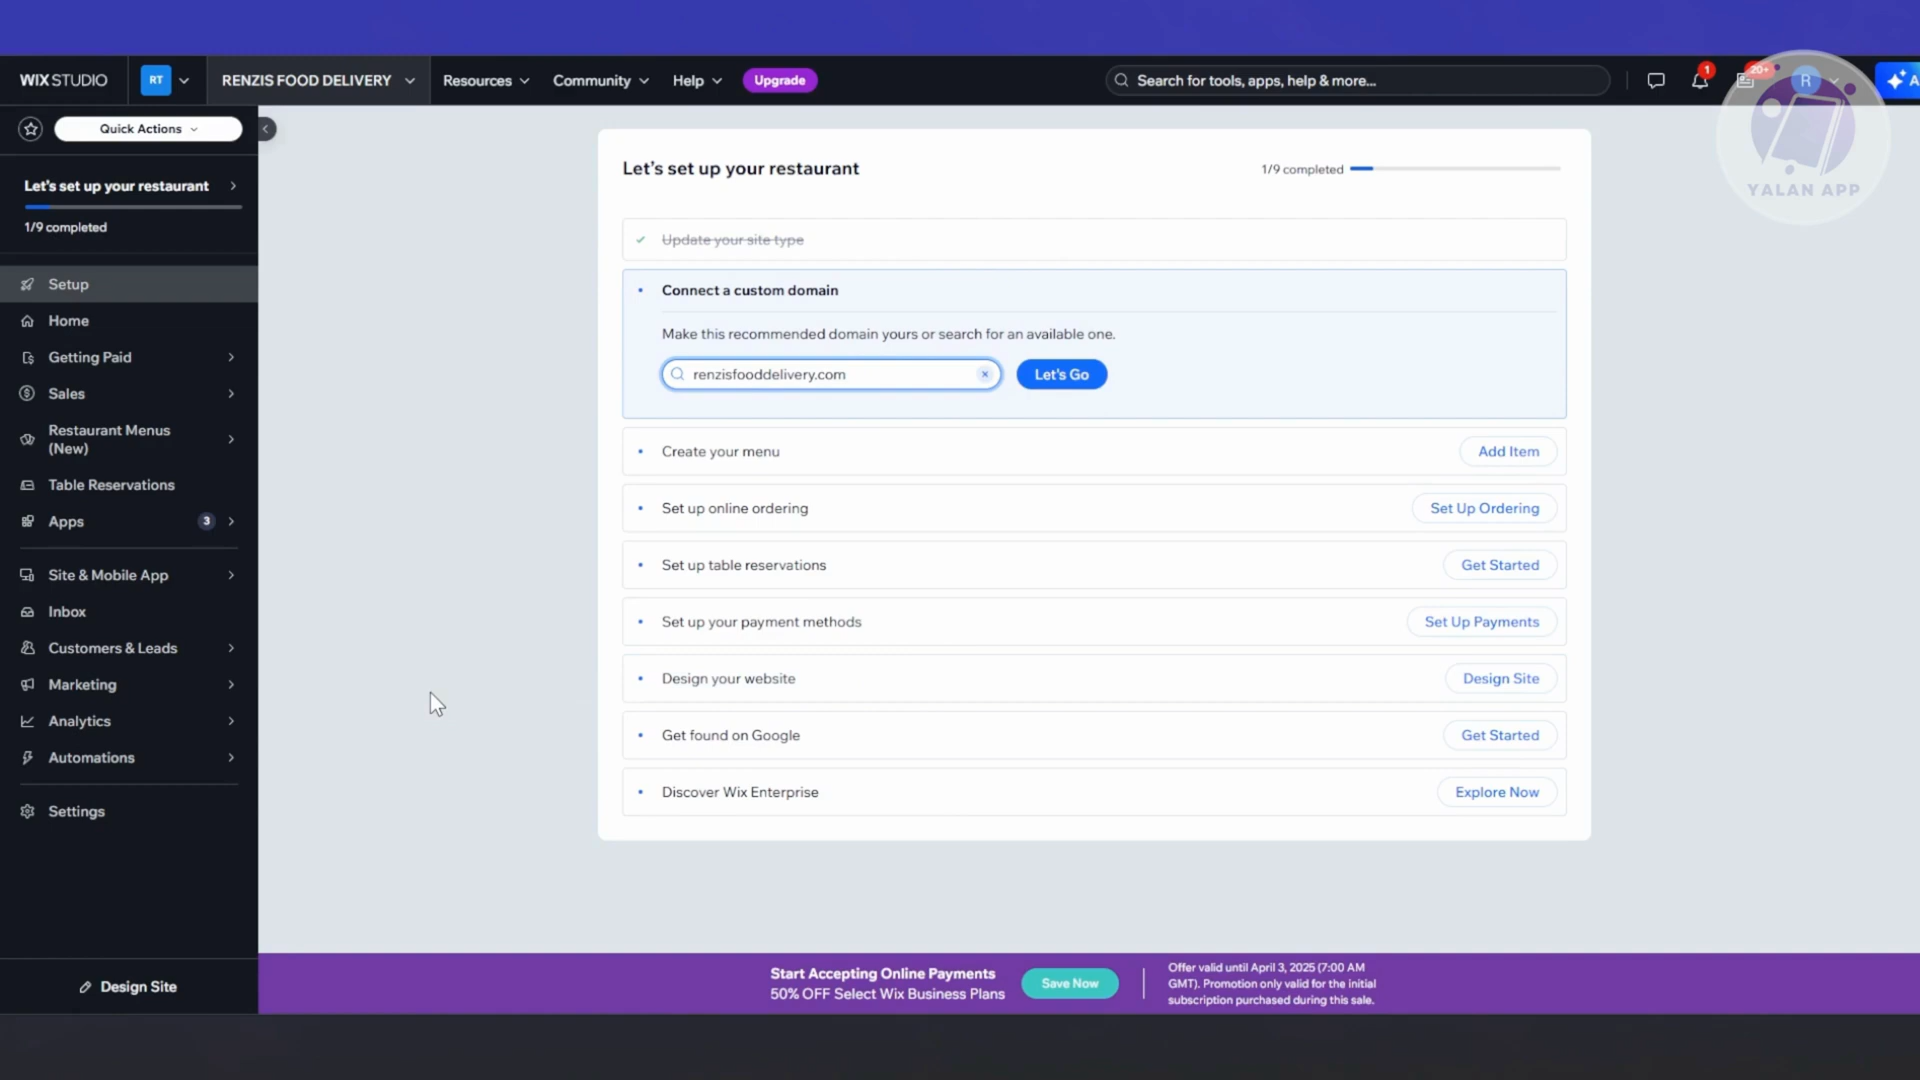 WIX STUDIO
RT
RENZIS FOOD DELIVERY
Resources
Community
Help
Upgrade
Search for tools, apps, help & more...
1
20+
R
A
YALAN APP
Quick Actions
Let's set up your restaurant
1/9 completed
Setup
Home
Getting Paid
Sales
Restaurant Menus
(New)
Table Reservations
Apps
3
Site & Mobile App
Inbox
Customers & Leads
Marketing
Analytics
Automations
Settings
Design Site
Let's set up your restaurant
1/9 completed
Update your site type
Connect a custom domain
Make this recommended domain yours or search for an available one.
renzisfooddelivery.com
Let's Go
Create your menu
Add Item
Set up online ordering
Set Up Ordering
Set up table reservations
Get Started
Set up your payment methods
Set Up Payments
Design your website
Design Site
Get found on Google
Get Started
Discover Wix Enterprise
Explore Now
Start Accepting Online Payments
50% OFF Select Wix Business Plans
Save Now
Offer valid until April 3, 2025 (7:00 AM
GMT). Promotion only valid for the initial
subscription purchased during this sale.